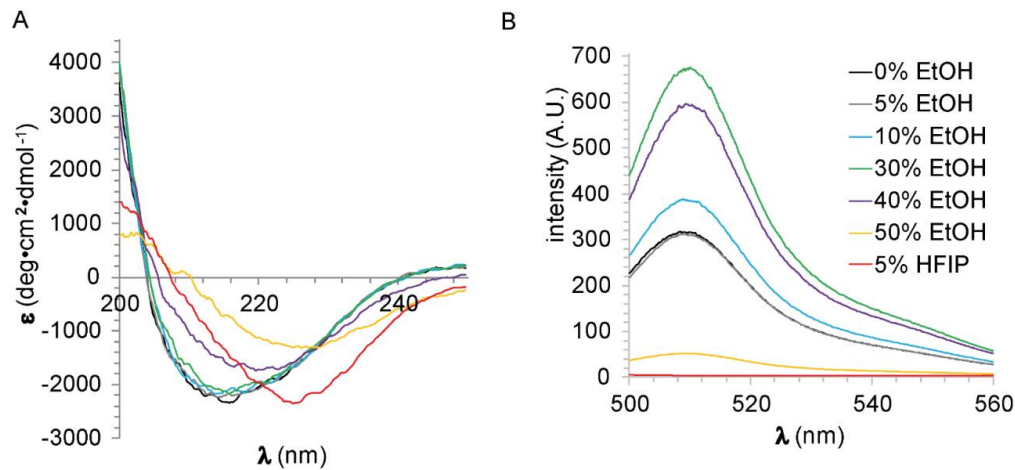 A
4000
3000
2000
1000
0
-1000
-2000
-3000
200
220
240
ε (deg•cm²•dmol⁻¹)
λ (nm)
B
700
600
500
400
300
200
100
0
500
520
540
560
intensity (A.U.)
λ (nm)
0% EtOH
5% EtOH
10% EtOH
30% EtOH
40% EtOH
50% EtOH
5% HFIP